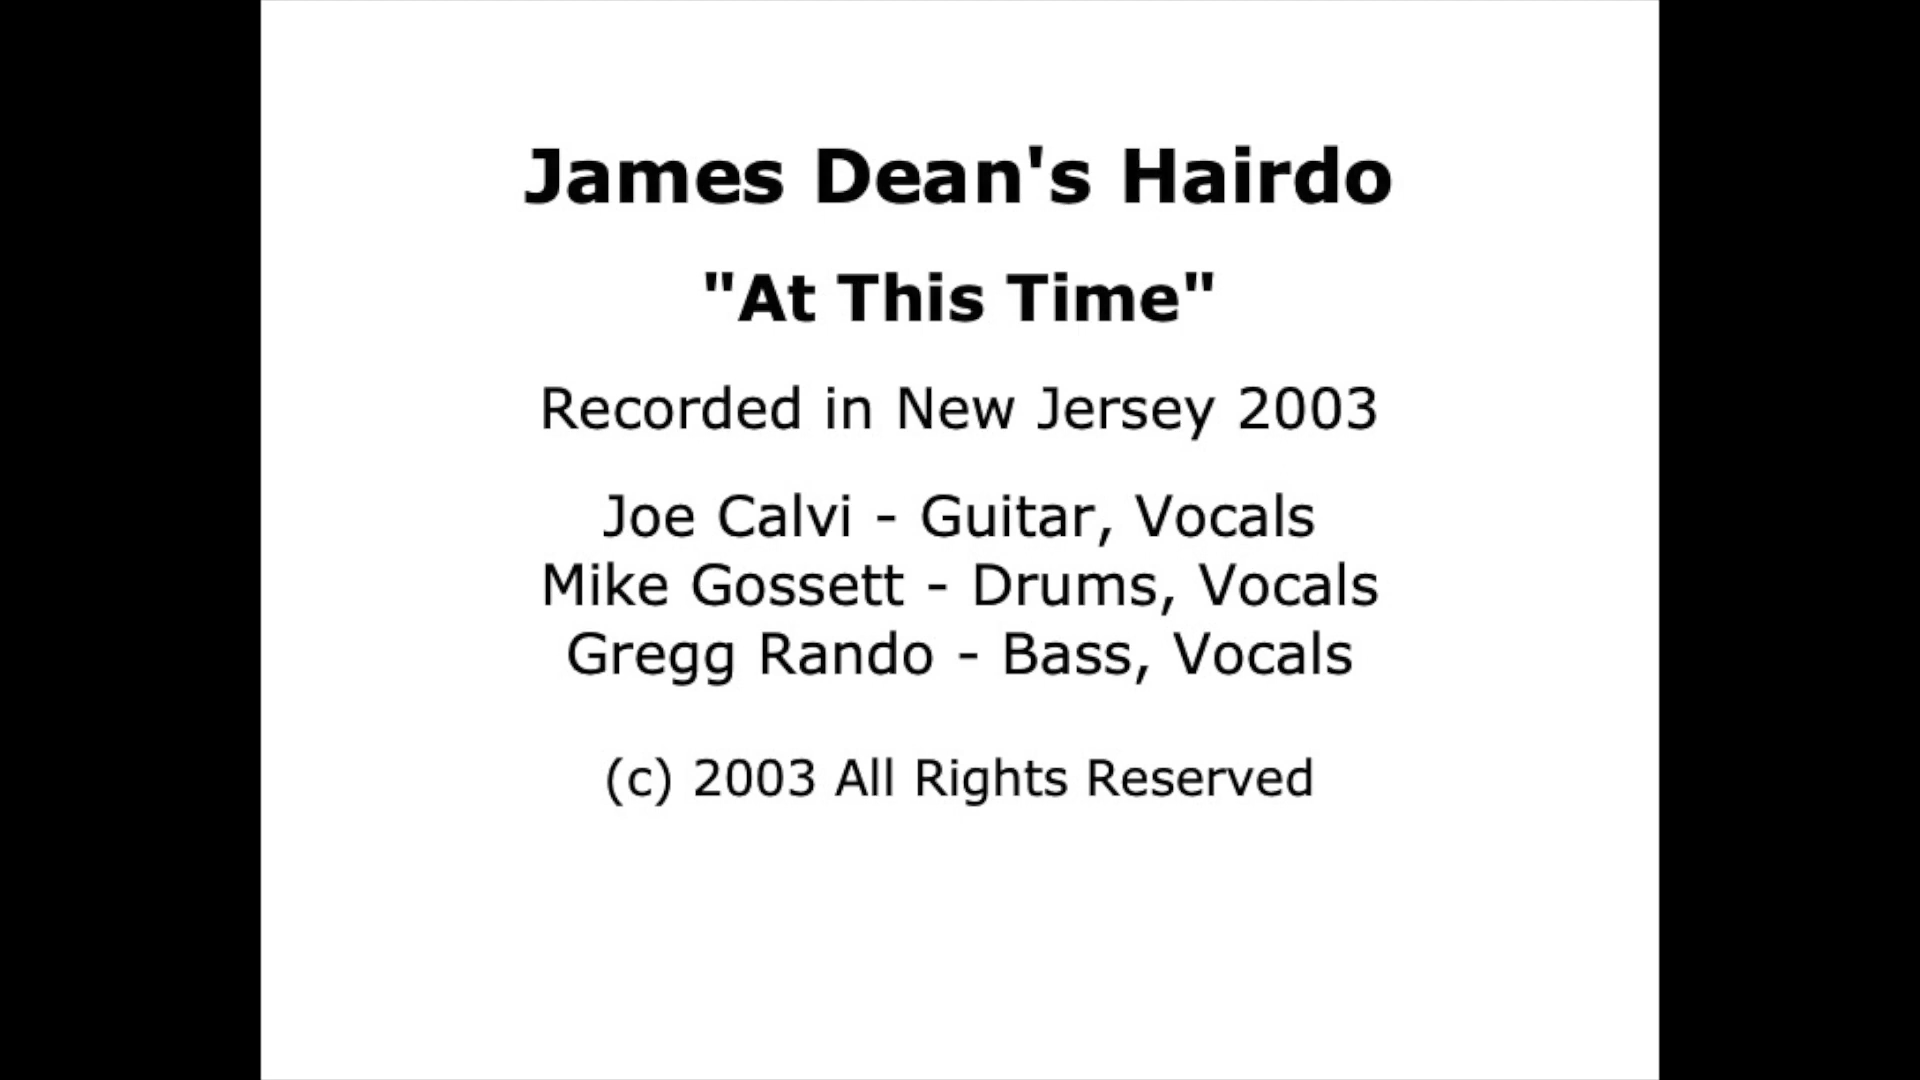 James Dean's Hairdo
"At This Time"
Recorded in New Jersey 2003
Joe Calvi - Guitar, Vocals
Mike Gossett - Drums, Vocals
Gregg Rando - Bass, Vocals
(c) 2003 All Rights Reserved